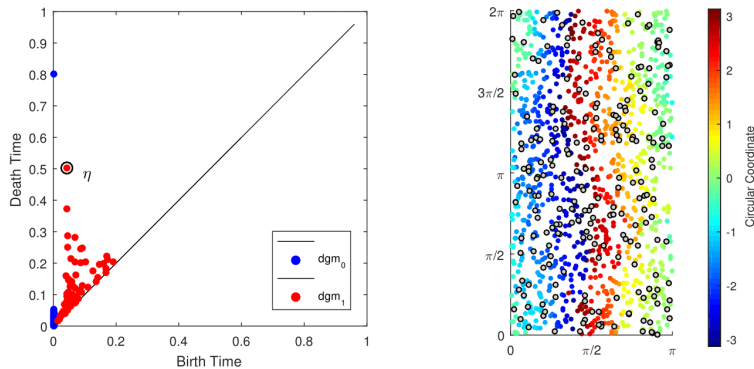 1
0.9
0.8
0.7
0.6
0.5
0.4
0.3
0.2
0.1
0
Death Time
η
dgm0
dgm1
0 0.2 0.4 0.6 0.8 1
Birth Time
2π
3π/2
π
π/2
0
0 π/2 π
3
2
1
0
-1
-2
-3
Circular Coordinate